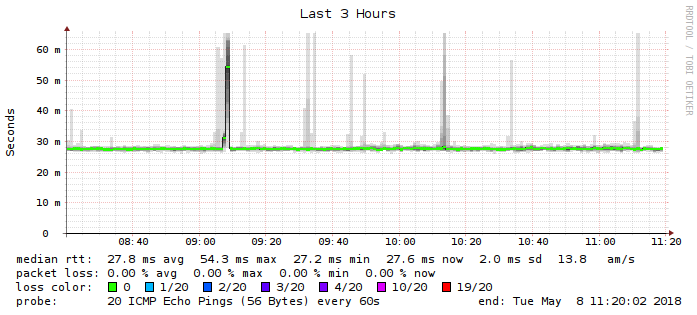 Last 3 Hours
RRDTOOL / TOBI OETIKER
Seconds
60 m
50 m
40 m
30 m
20 m
10 m
0
08:40 09:00 09:20 09:40 10:00 10:20 10:40 11:00 11:20
median rtt: 27.8 ms avg 54.3 ms max 27.2 ms min 27.6 ms now 2.0 ms sd 13.8 am/s
packet loss: 0.00 % avg 0.00 % max 0.00 % min 0.00 % now
loss color: 0 1/20 2/20 3/20 4/20 10/20 19/20
probe: 20 ICMP Echo Pings (56 Bytes) every 60s end: Tue May 8 11:20:02 2018